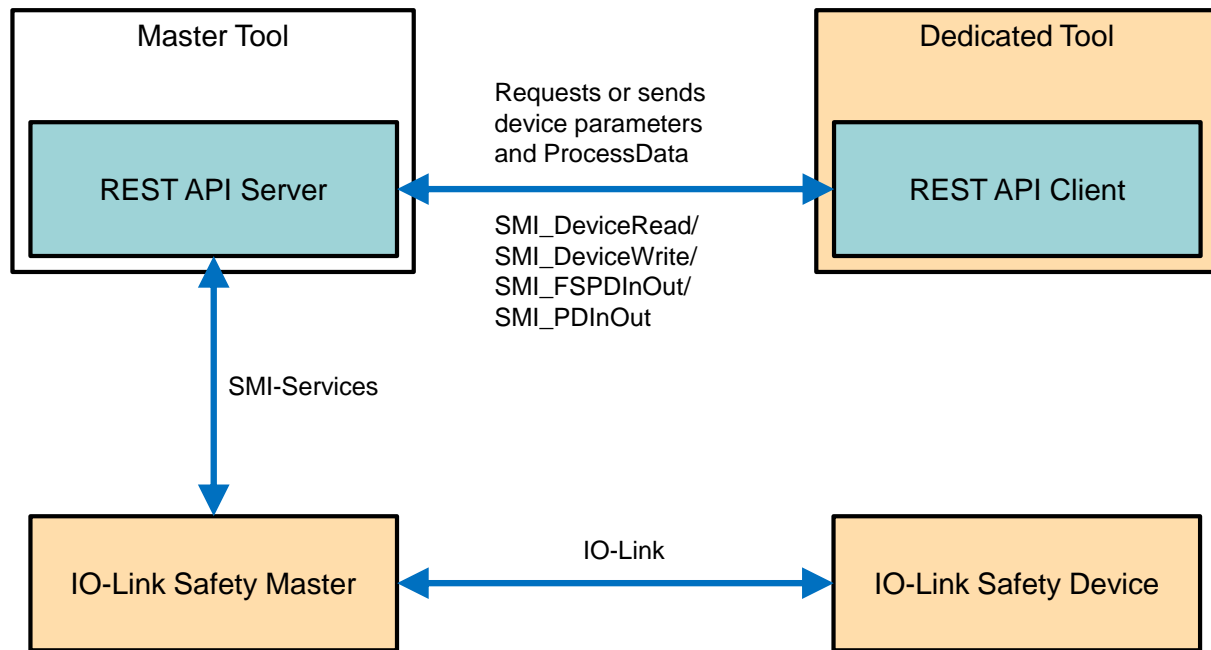 Master Tool
Dedicated Tool
Requests or sends
device parameters
and ProcessData
REST API Server
REST API Client
SMI_DeviceRead/
SMI_DeviceWrite/
SMI_FSPDInOut/
SMI_PDInOut
SMI-Services
IO-Link
IO-Link Safety Master
IO-Link Safety Device